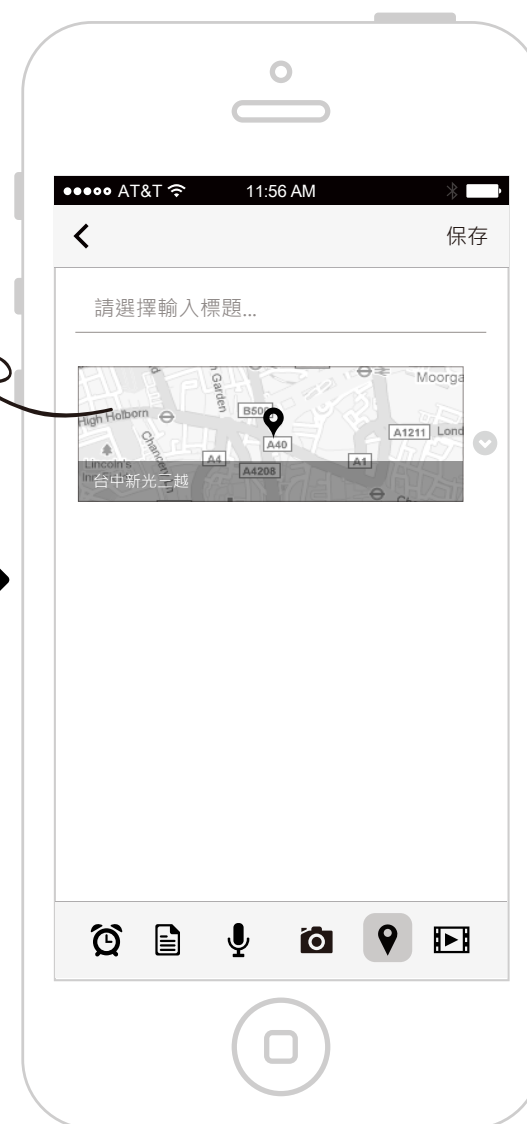 AT&T 11:56 AM
保存
請選擇輸入標題...
Moorga
Garden
High Holborn
A40
A1211 Lond
Lincoln's
A4
A4208
A1
台中新光三越